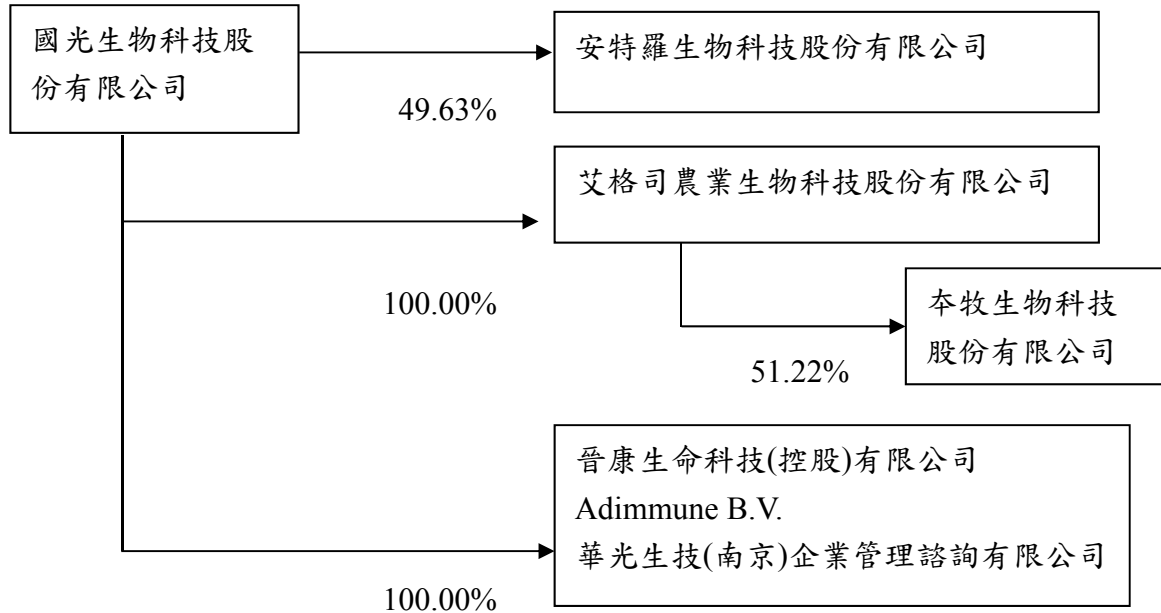 國光生物科技股
份有限公司
安特羅生物科技股份有限公司
49.63%
艾格司農業生物科技股份有限公司
100.00%
夲牧生物科技
股份有限公司
51.22%
晉康生命科技(控股)有限公司
Adimmune B.V.
華光生技(南京)企業管理諮詢有限公司
100.00%